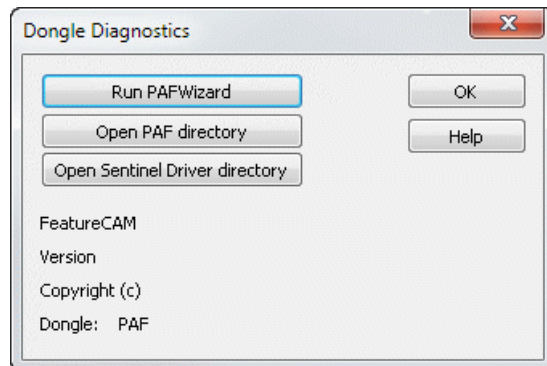 Dongle Diagnostics
Run PAFWizard
OK
Open PAF directory
Help
Open Sentinel Driver directory
FeatureCAM
Version
Copyright (c)
Dongle: PAF